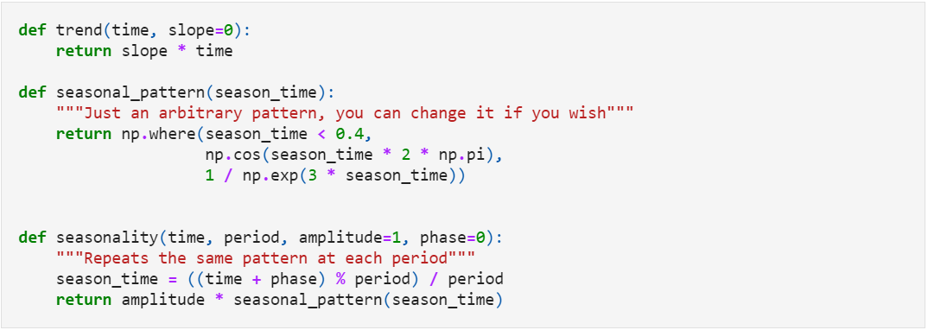 def trend(time, slope=0):
    return slope * time

def seasonal_pattern(season_time):
    """Just an arbitrary pattern, you can change it if you wish"""
    return np.where(season_time < 0.4,
                    np.cos(season_time * 2 * np.pi),
                    1 / np.exp(3 * season_time))


def seasonality(time, period, amplitude=1, phase=0):
    """Repeats the same pattern at each period"""
    season_time = ((time + phase) % period) / period
    return amplitude * seasonal_pattern(season_time)